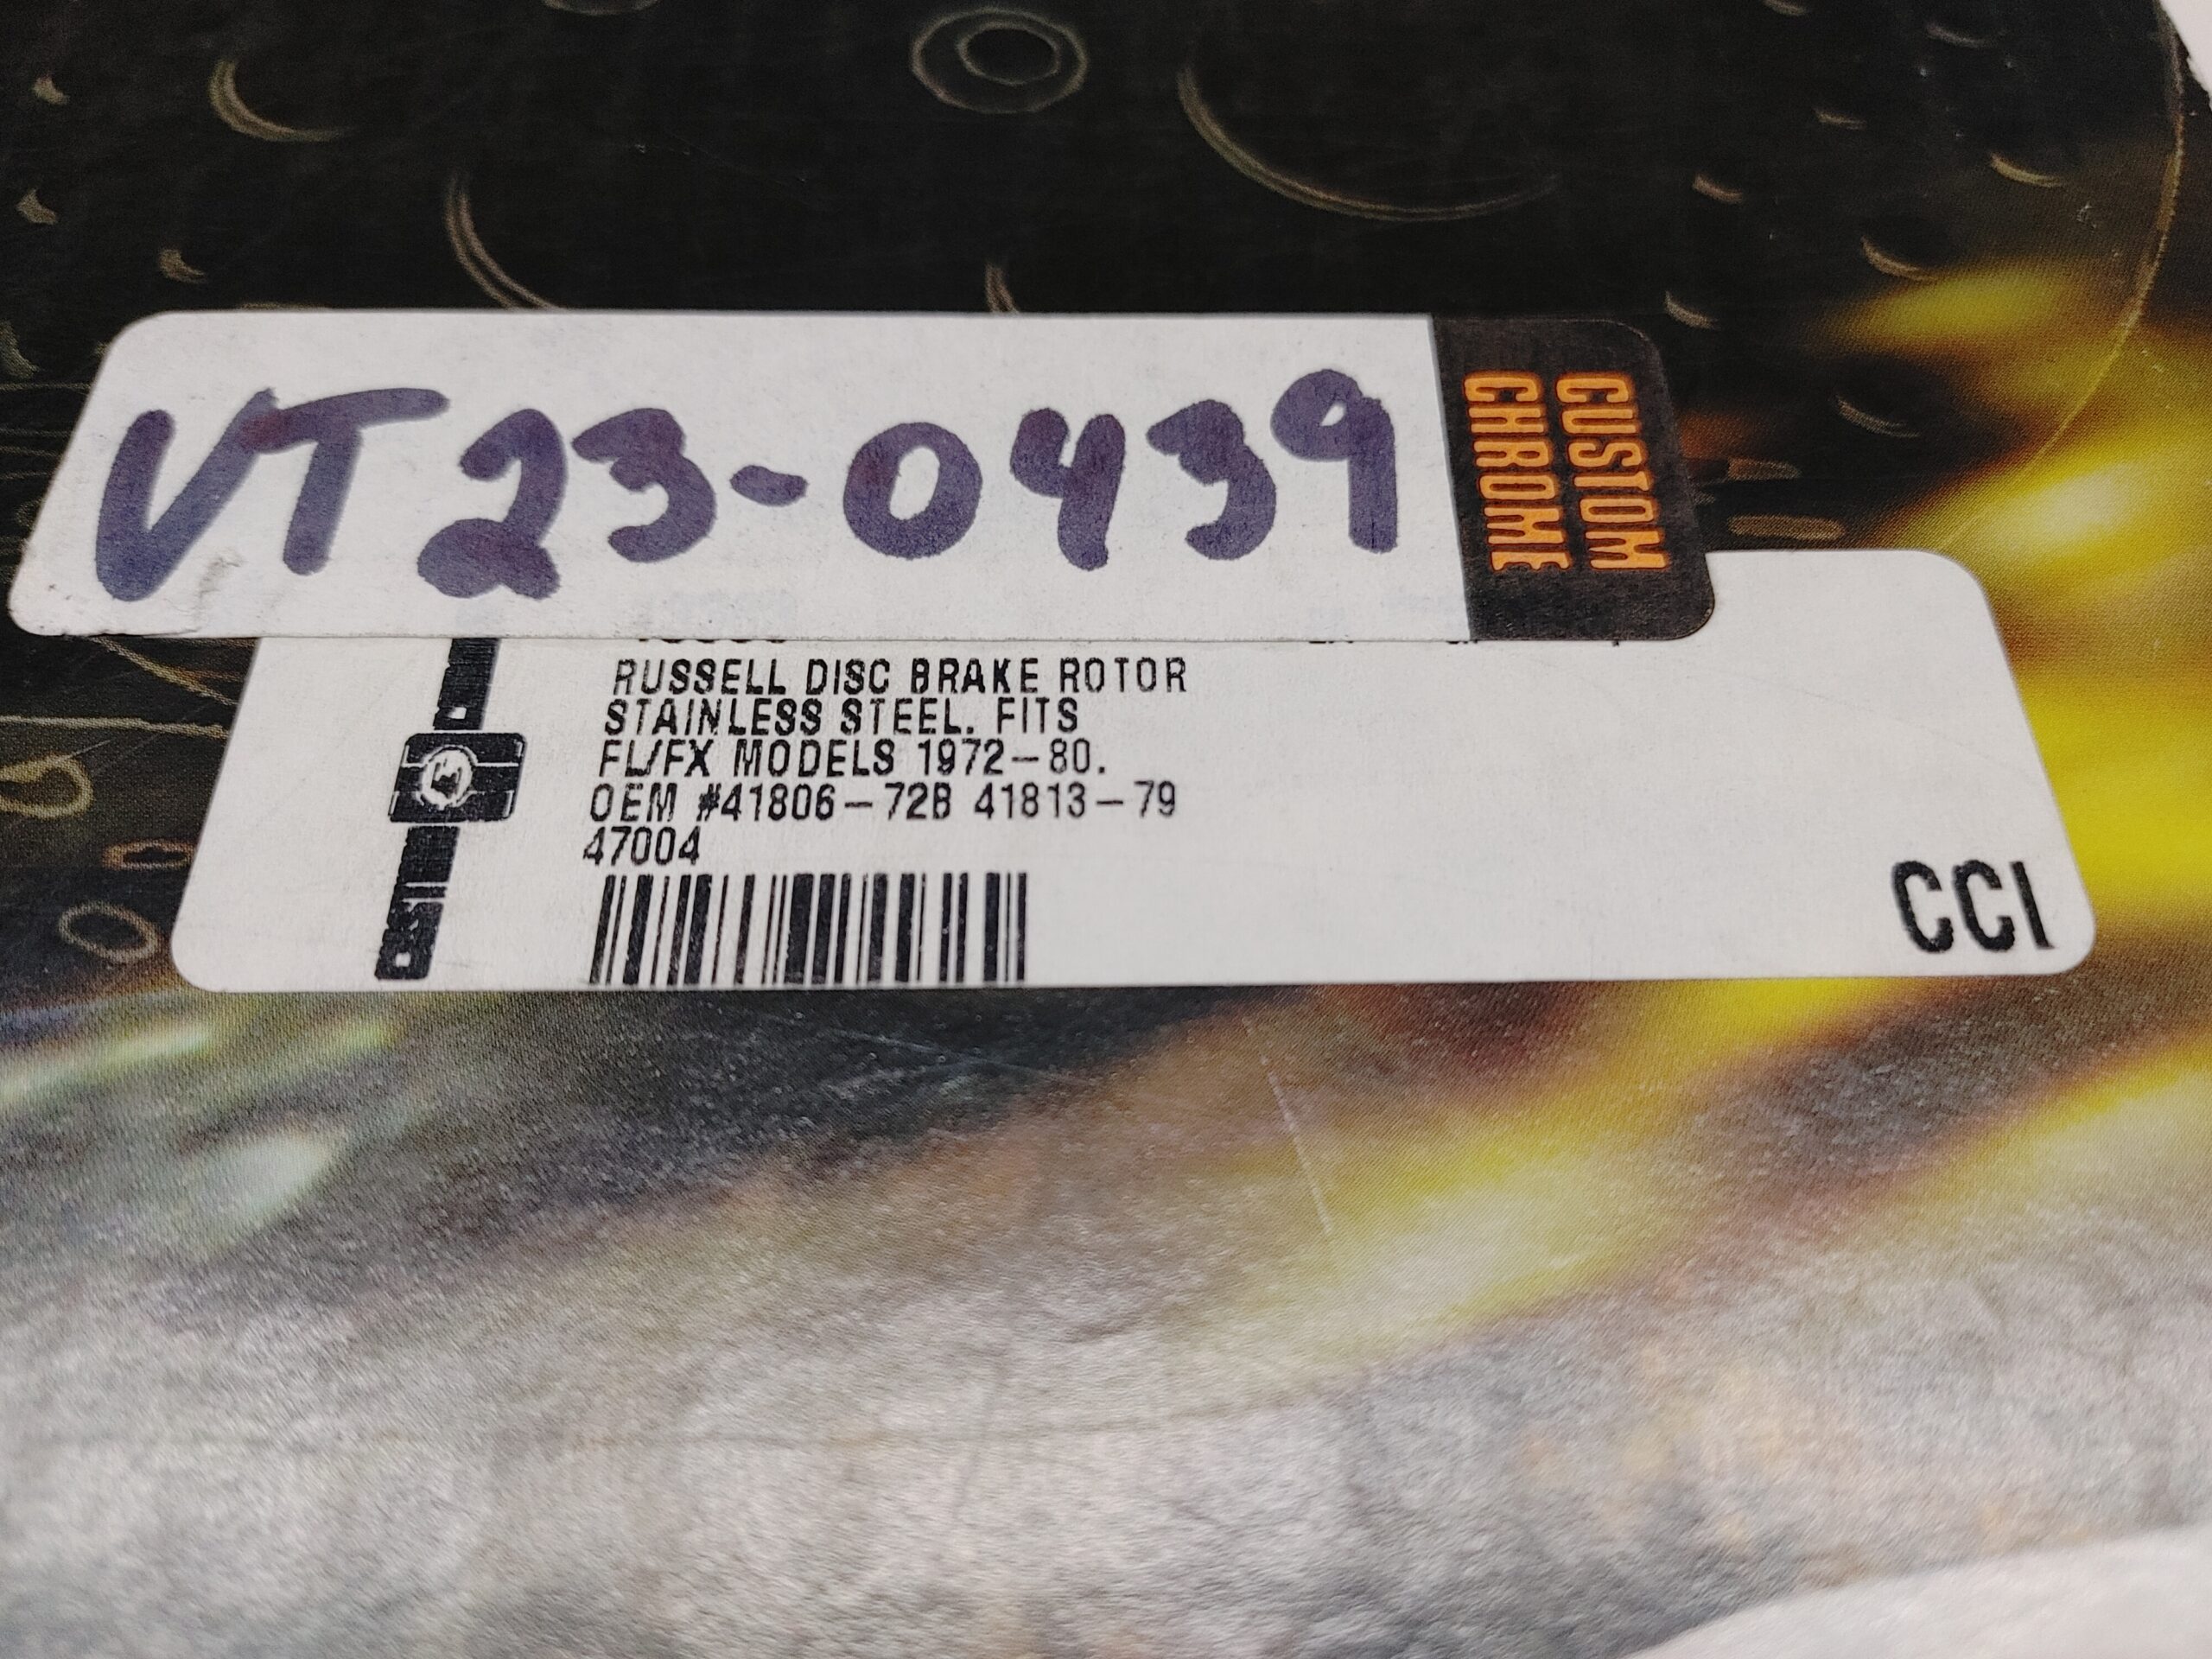 VT23-0439
CUSTOM
CHROME
RUSSELL DISC BRAKE ROTOR
STAINLESS STEEL. FITS
FL/FX MODELS 1972-80.
OEM #41806-72B 41813-79
47004
CCI